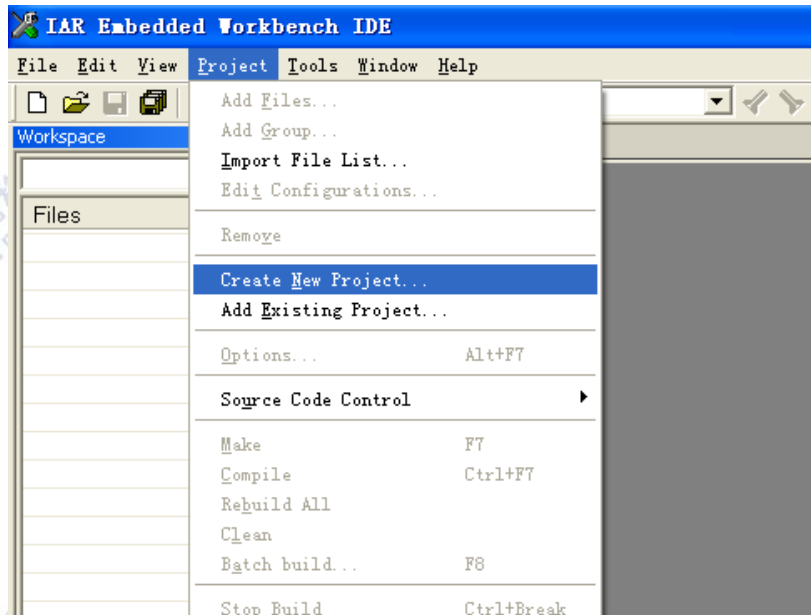 IAR Embedded Workbench IDE
File Edit View Project Tools Window Help
Workspace
Files
Add Files...
Add Group...
Import File List...
Edit Configurations...
Remove
Create New Project...
Add Existing Project...
Options... Alt+F7
Source Code Control
Make F7
Compile Ctrl+F7
Rebuild All
Clean
Batch build... F8
Stop Build Ctrl+Break